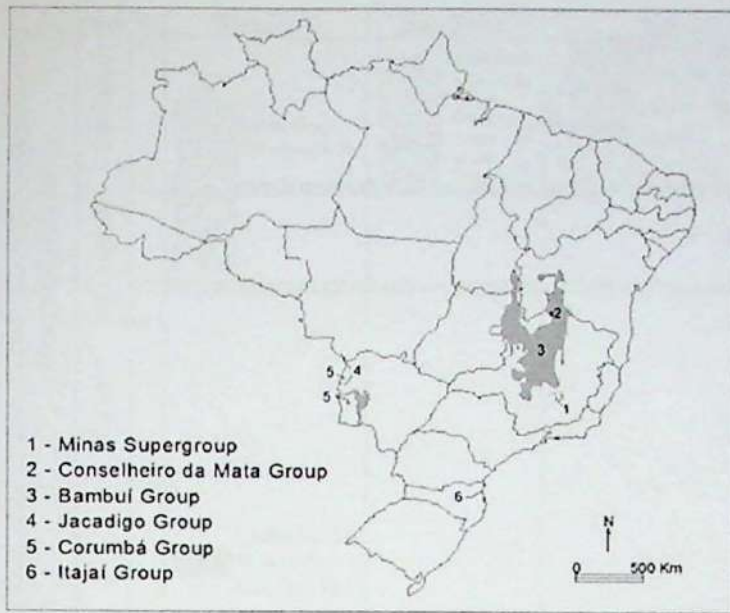 2
3
5
4
5
1
6
1 - Minas Supergroup
2 - Conselheiro da Mata Group
3 - Bambuí Group
4 - Jacadigo Group
5 - Corumbá Group
6 - Itajaí Group
N
0 500 Km